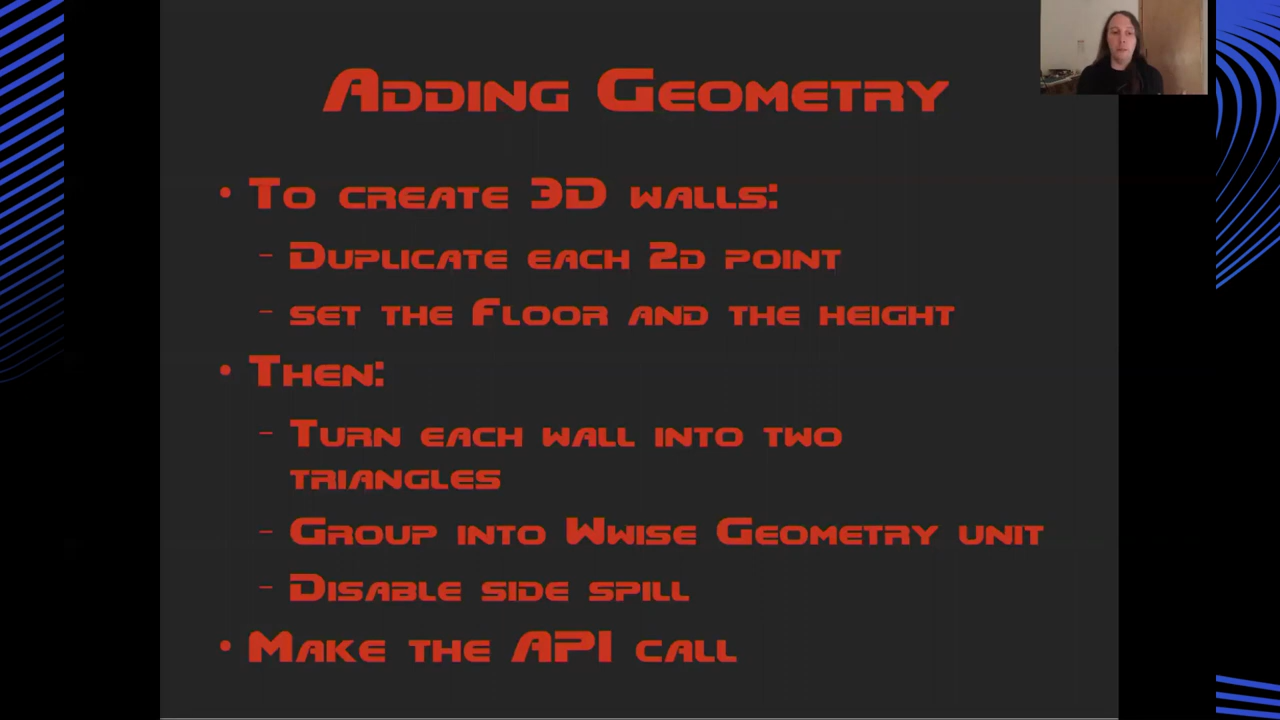 Adding Geometry
• To create 3D walls:
– Duplicate each 2d point
– set the Floor and the height
• Then:
– Turn each wall into two
triangles
– Group into Wwise Geometry unit
– Disable side spill
• Make the API call